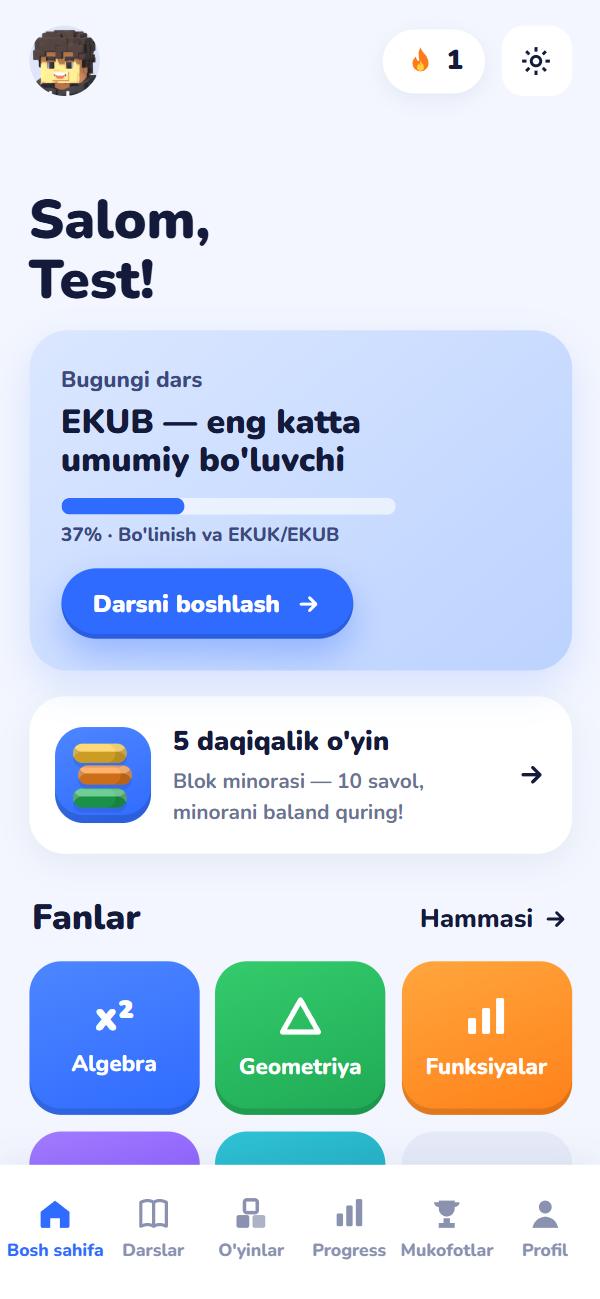 1
Salom,
Test!
Bugungi dars
EKUB — eng katta
umumiy bo'luvchi
37% · Bo'linish va EKUK/EKUB
Darsni boshlash →
5 daqiqalik o'yin
Blok minorasi — 10 savol,
minorani baland quring!
→
Fanlar
Hammasi →
x²
Algebra
Geometriya
Funksiyalar
Bosh sahifa
Darslar
O'yinlar
Progress
Mukofotlar
Profil